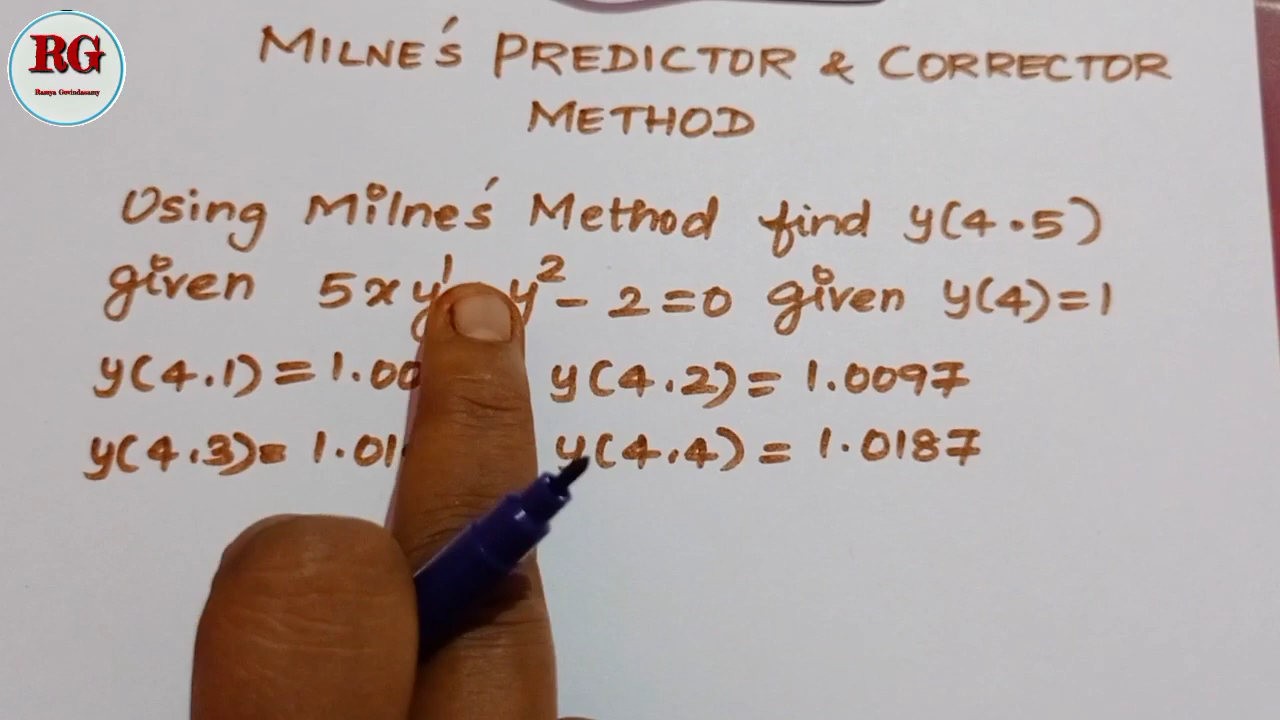 RG
Ramya Govindasamy
MILNE'S PREDICTOR & CORRECTOR
METHOD
Using Milne's Method find y(4.5)
given 5xy' y² - 2 = 0 given y(4) = 1
y(4.1) = 1.00 y(4.2) = 1.0097
y(4.3) = 1.01 y(4.4) = 1.0187